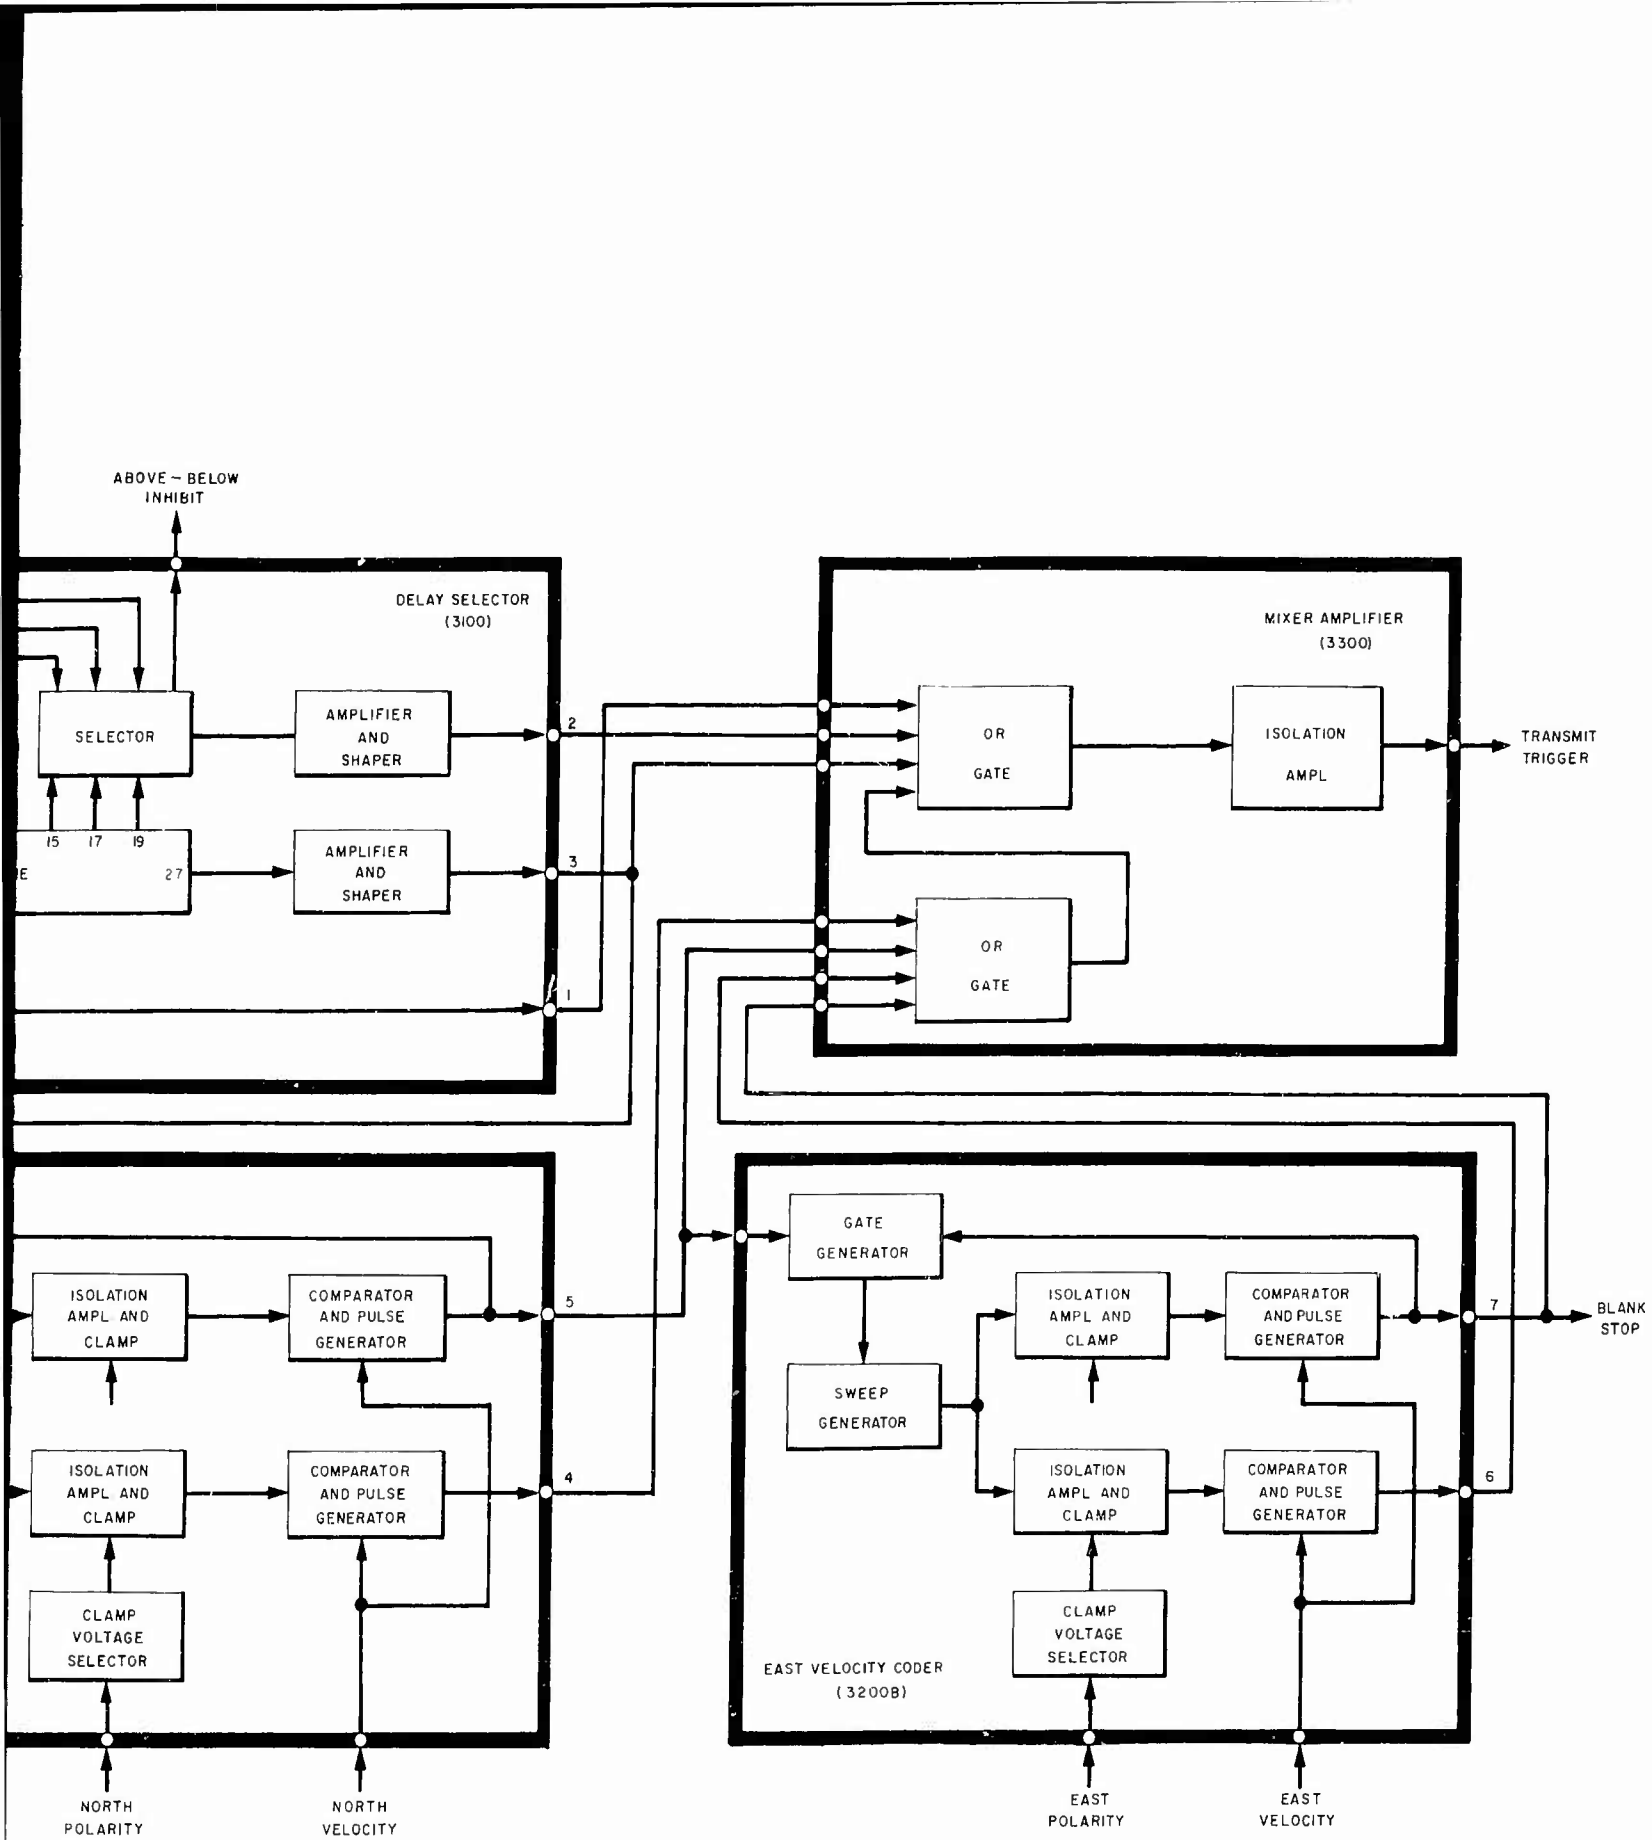 ABOVE - BELOW
INHIBIT
DELAY SELECTOR
(3100)
SELECTOR
AMPLIFIER
AND
SHAPER
2
15 17 19
E
27
AMPLIFIER
AND
SHAPER
3
1
MIXER AMPLIFIER
(3300)
OR
GATE
ISOLATION
AMPL
TRANSMIT
TRIGGER
OR
GATE
ISOLATION
AMPL AND
CLAMP
COMPARATOR
AND PULSE
GENERATOR
5
ISOLATION
AMPL AND
CLAMP
COMPARATOR
AND PULSE
GENERATOR
4
CLAMP
VOLTAGE
SELECTOR
NORTH
POLARITY
NORTH
VELOCITY
GATE
GENERATOR
SWEEP
GENERATOR
ISOLATION
AMPL AND
CLAMP
COMPARATOR
AND PULSE
GENERATOR
7
BLANK
STOP
ISOLATION
AMPL AND
CLAMP
COMPARATOR
AND PULSE
GENERATOR
6
CLAMP
VOLTAGE
SELECTOR
EAST VELOCITY CODER
(3200B)
EAST
POLARITY
EAST
VELOCITY